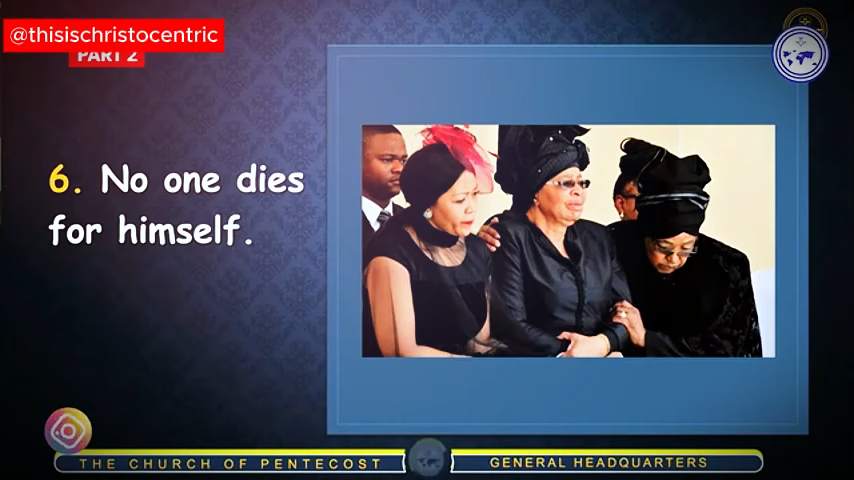 @thisischristocentric
PART 2
6. No one dies
for himself.
THE CHURCH OF PENTECOST
GENERAL HEADQUARTERS